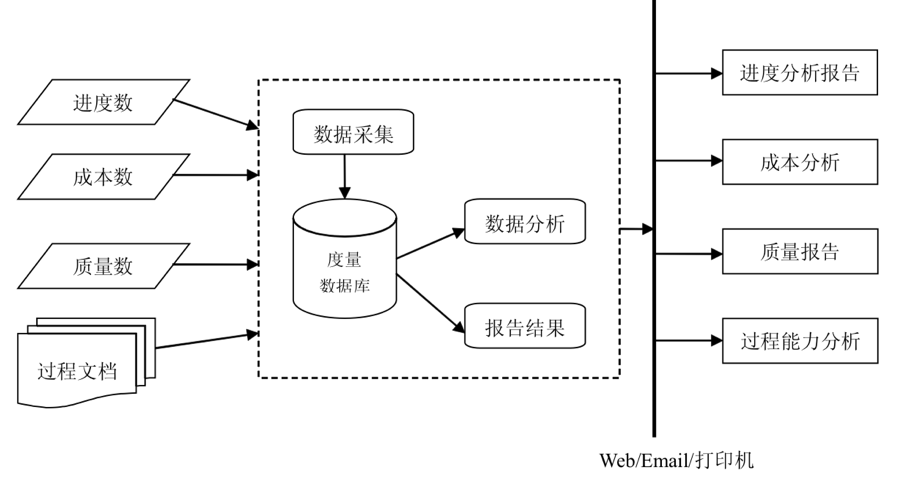 进度数
成本数
质量数
过程文档
数据采集
度量
数据库
数据分析
报告结果
进度分析报告
成本分析
质量报告
过程能力分析
Web/Email/打印机